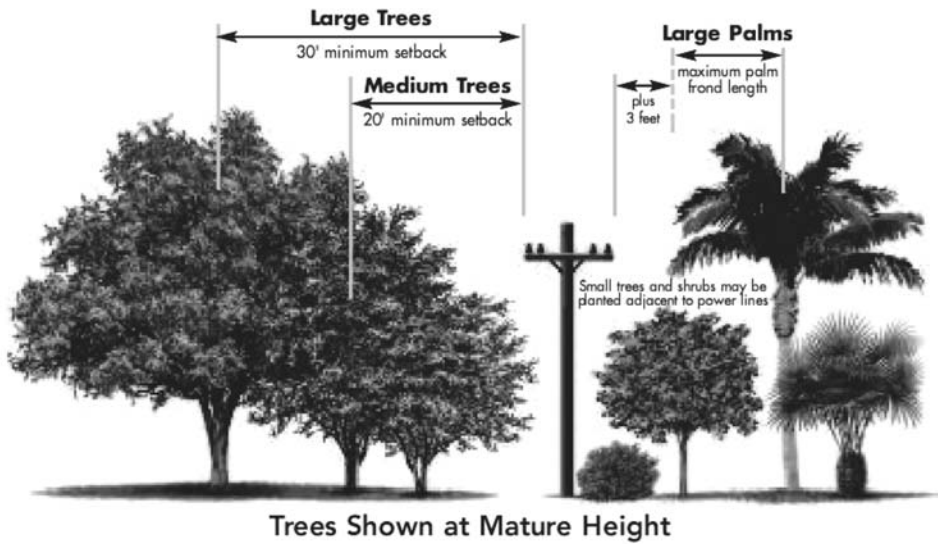 Large Trees
30' minimum setback
Medium Trees
20' minimum setback
Large Palms
maximum palm
frond length
plus
3 feet
Small trees and shrubs may be
planted adjacent to power lines
Trees Shown at Mature Height